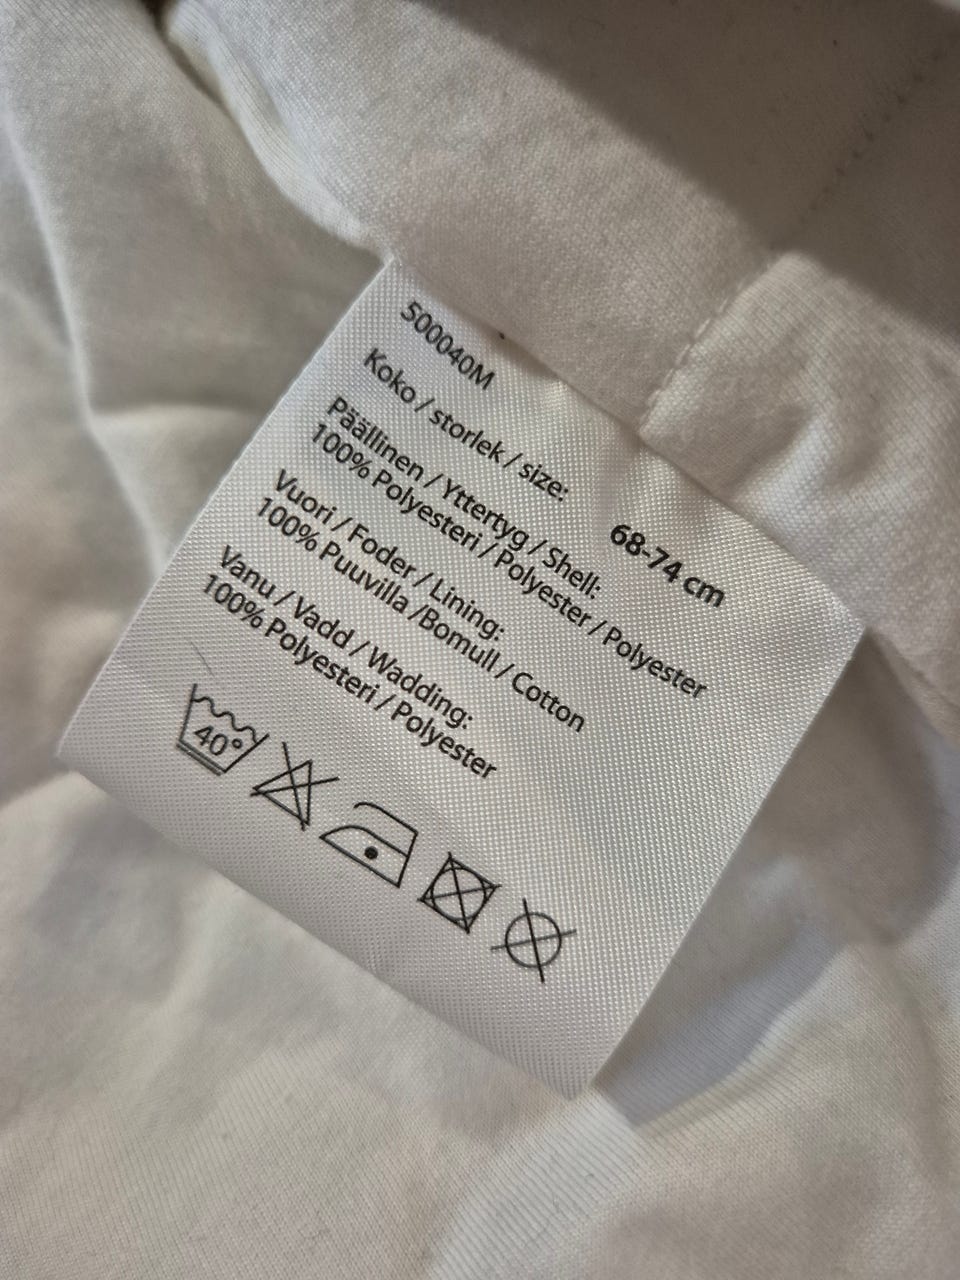 500040M
Koko / storlek / size: 68-74 cm
Päällinen / Yttertyg / Shell:
100% Polyesteri / Polyester / Polyester
Vuori / Foder / Lining:
100% Puuvilla /Bomull / Cotton
Vanu / Vadd / Wadding:
100% Polyesteri / Polyester
40°